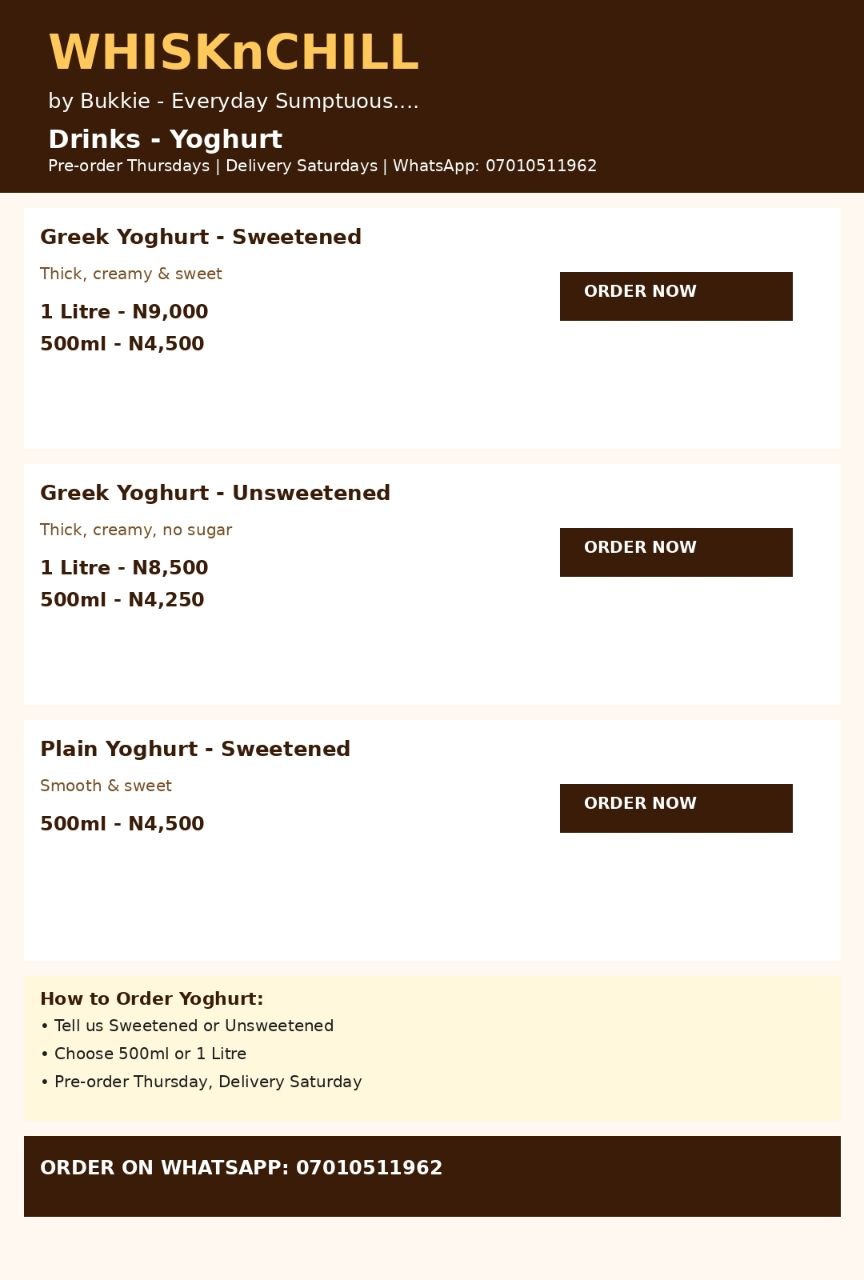 WHISKnCHILL
by Bukkie - Everyday Sumptuous....
Drinks - Yoghurt
Pre-order Thursdays | Delivery Saturdays | WhatsApp: 07010511962
Greek Yoghurt - Sweetened
Thick, creamy & sweet
ORDER NOW
1 Litre - N9,000
500ml - N4,500
Greek Yoghurt - Unsweetened
Thick, creamy, no sugar
ORDER NOW
1 Litre - N8,500
500ml - N4,250
Plain Yoghurt - Sweetened
Smooth & sweet
ORDER NOW
500ml - N4,500
How to Order Yoghurt:
• Tell us Sweetened or Unsweetened
• Choose 500ml or 1 Litre
• Pre-order Thursday, Delivery Saturday
ORDER ON WHATSAPP: 07010511962